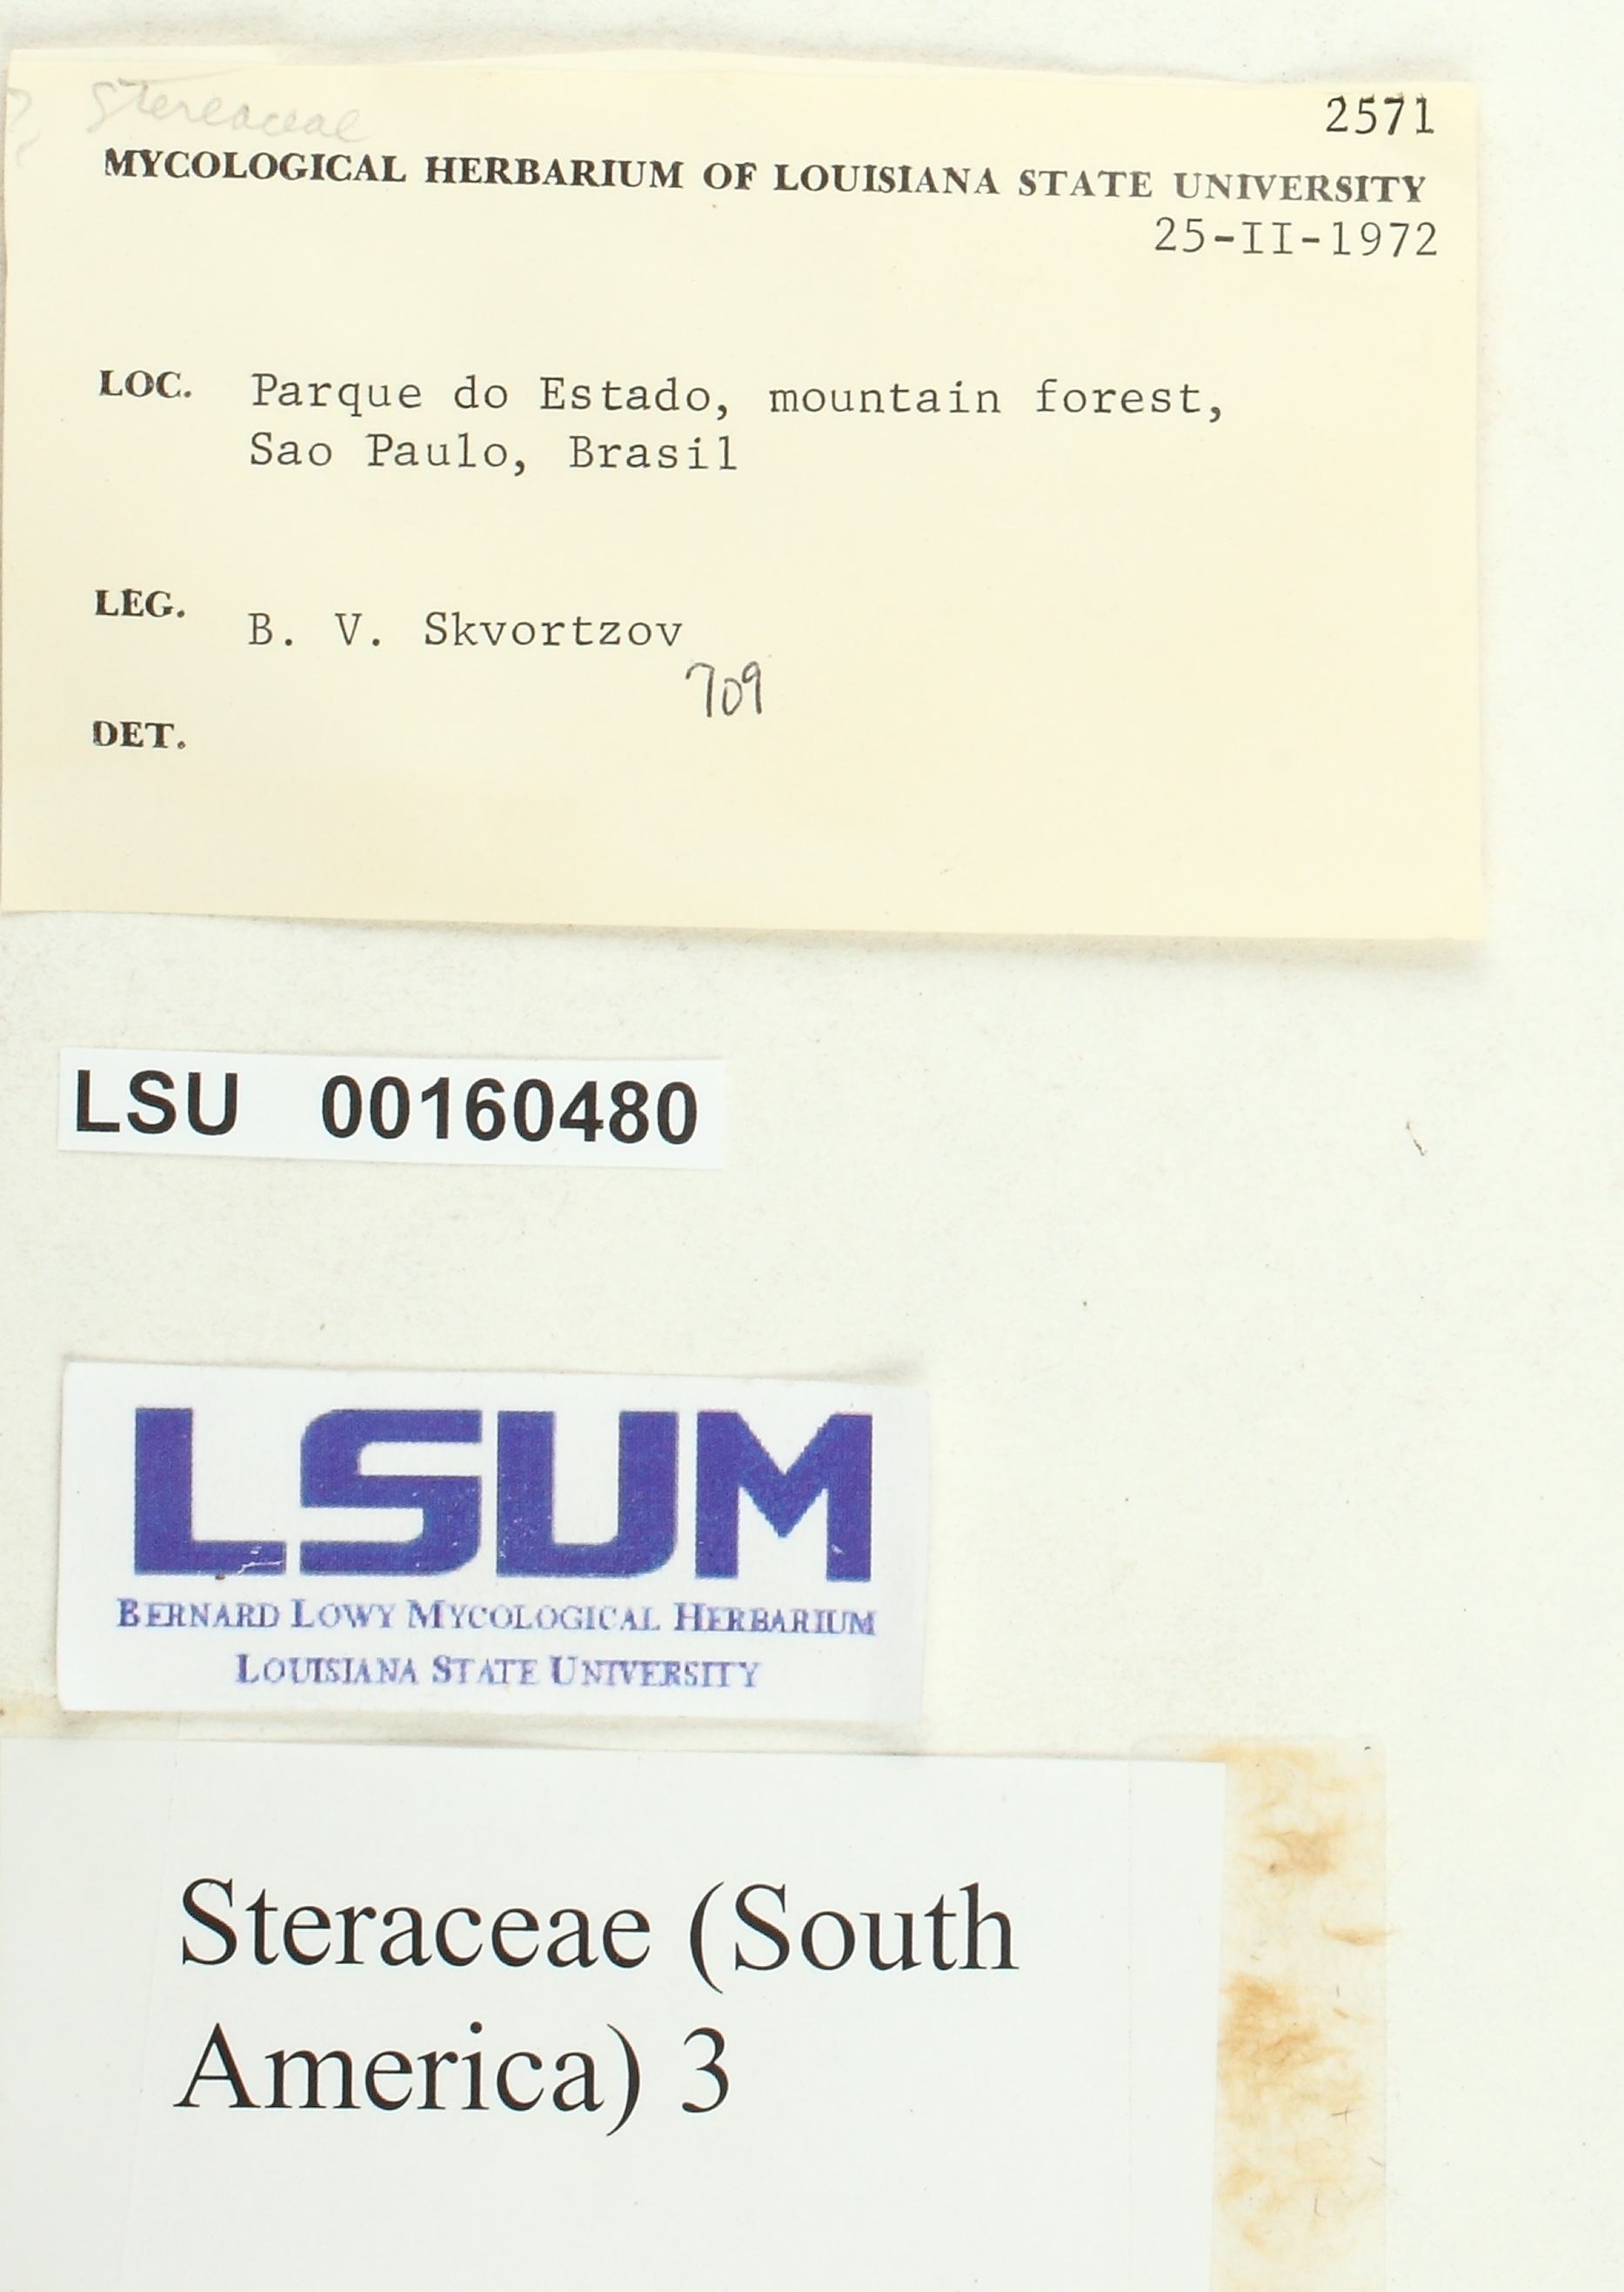 ? Stereaceae
2571
MYCOLOGICAL HERBARIUM OF LOUISIANA STATE UNIVERSITY
25-II-1972
LOC. Parque do Estado, mountain forest,
Sao Paulo, Brasil
LEG. B. V. Skvortzov
709
DET.
LSU 00160480
LSUM
BERNARD LOWY MYCOLOGICAL HERBARIUM
LOUISIANA STATE UNIVERSITY
Steraceae (South
America) 3